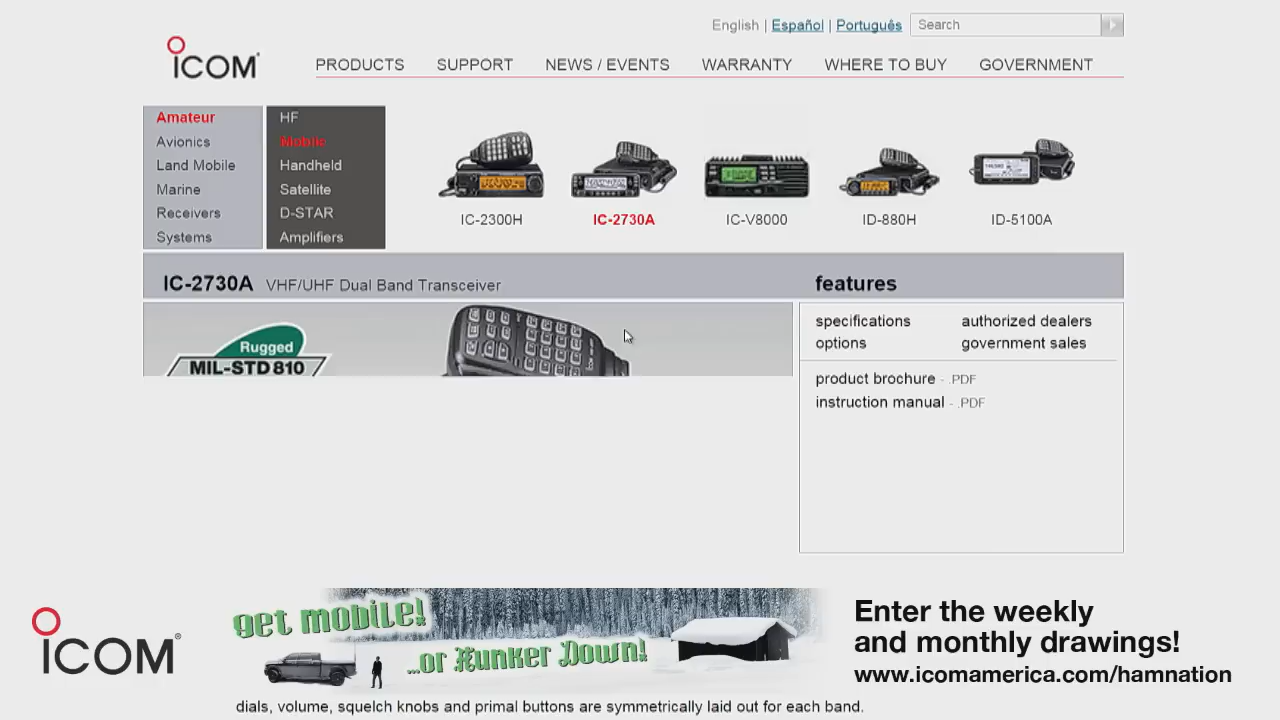 English | Español | Português Search
ICOM
PRODUCTS SUPPORT NEWS / EVENTS WARRANTY WHERE TO BUY GOVERNMENT
Amateur
Avionics
Land Mobile
Marine
Receivers
Systems
HF
Mobile
Handheld
Satellite
D-STAR
Amplifiers
IC-2300H IC-2730A IC-V8000 ID-880H ID-5100A
IC-2730A VHF/UHF Dual Band Transceiver
features
Rugged
MIL-STD 810
specifications authorized dealers
options government sales
product brochure - .PDF
instruction manual - .PDF
ICOM®
get mobile!
...or Hunker Down!
Enter the weekly
and monthly drawings!
www.icomamerica.com/hamnation
dials, volume, squelch knobs and primal buttons are symmetrically laid out for each band.